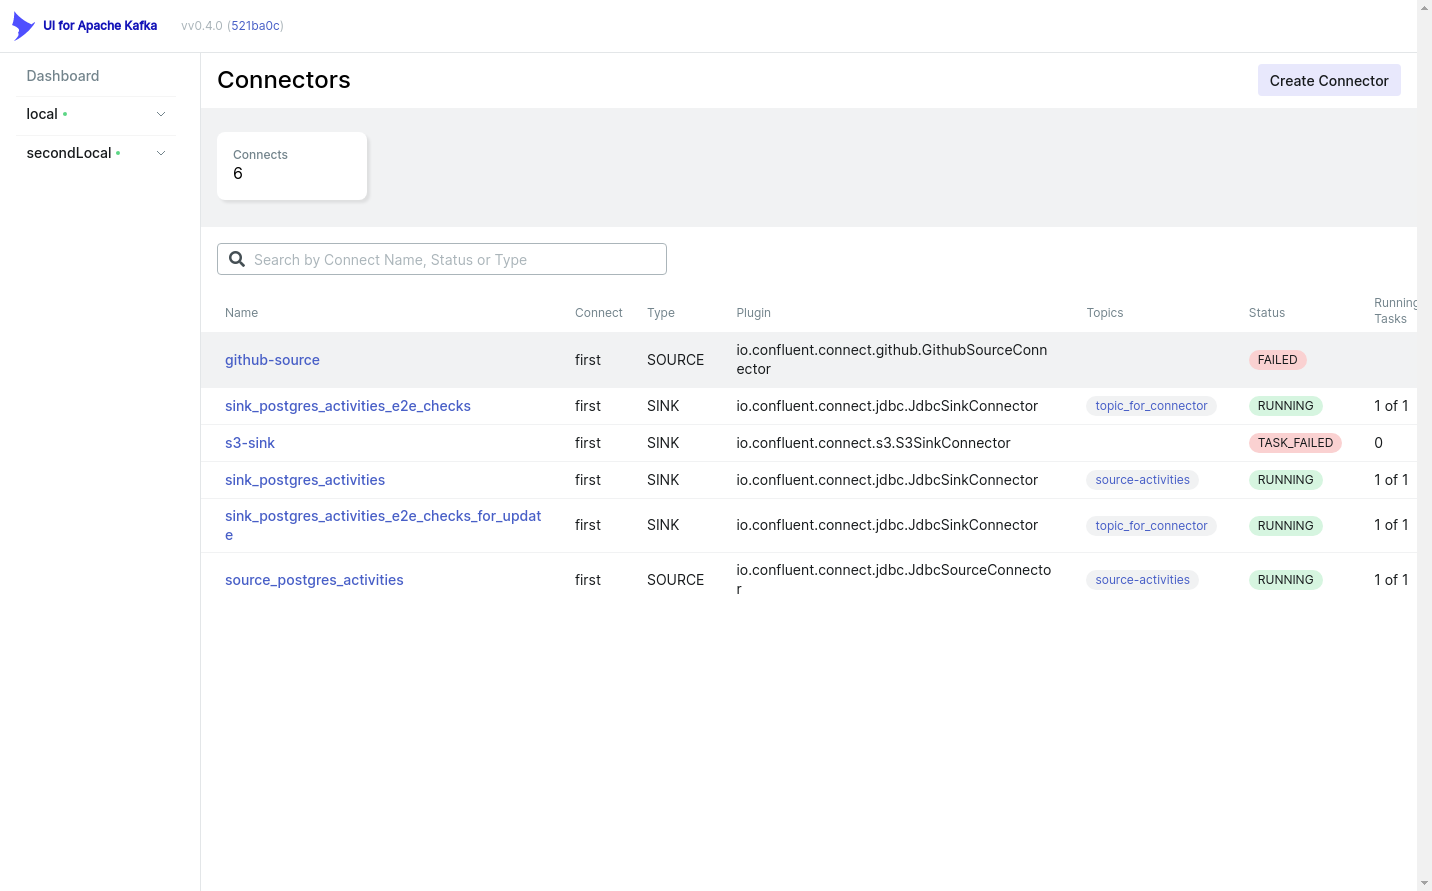 UI for Apache Kafka vv0.4.0 (521ba0c)
Dashboard
local
secondLocal
Connectors
Create Connector
Connects
6
Search by Connect Name, Status or Type
Name Connect Type Plugin Topics Status Running
Tasks
github-source first SOURCE io.confluent.connect.github.GithubSourceConn
ector FAILED
sink_postgres_activities_e2e_checks first SINK io.confluent.connect.jdbc.JdbcSinkConnector topic_for_connector RUNNING 1 of 1
s3-sink first SINK io.confluent.connect.s3.S3SinkConnector TASK_FAILED 0
sink_postgres_activities first SINK io.confluent.connect.jdbc.JdbcSinkConnector source-activities RUNNING 1 of 1
sink_postgres_activities_e2e_checks_for_updat
e first SINK io.confluent.connect.jdbc.JdbcSinkConnector topic_for_connector RUNNING 1 of 1
source_postgres_activities first SOURCE io.confluent.connect.jdbc.JdbcSourceConnecto
r source-activities RUNNING 1 of 1